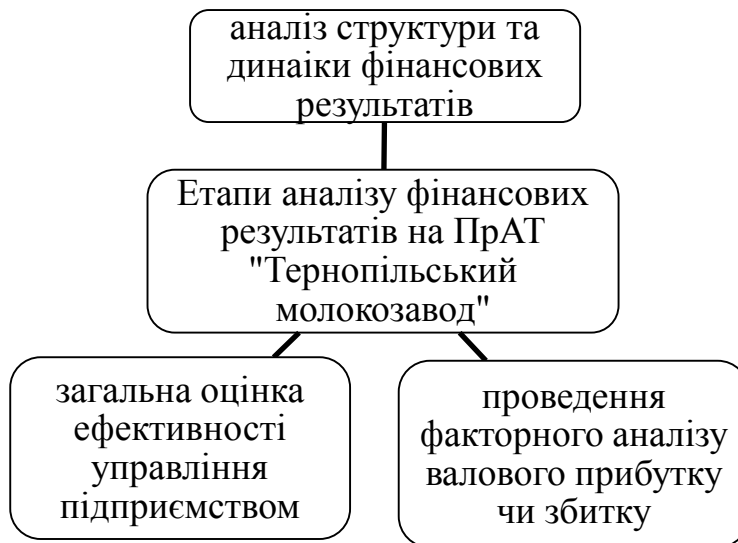 аналіз структури та
динаіки фінансових
результатів
Етапи аналізу фінансових
результатів на ПрАТ
"Тернопільський
молокозавод"
загальна оцінка
ефективності
управління
підприємством
проведення
факторного аналізу
валового прибутку
чи збитку